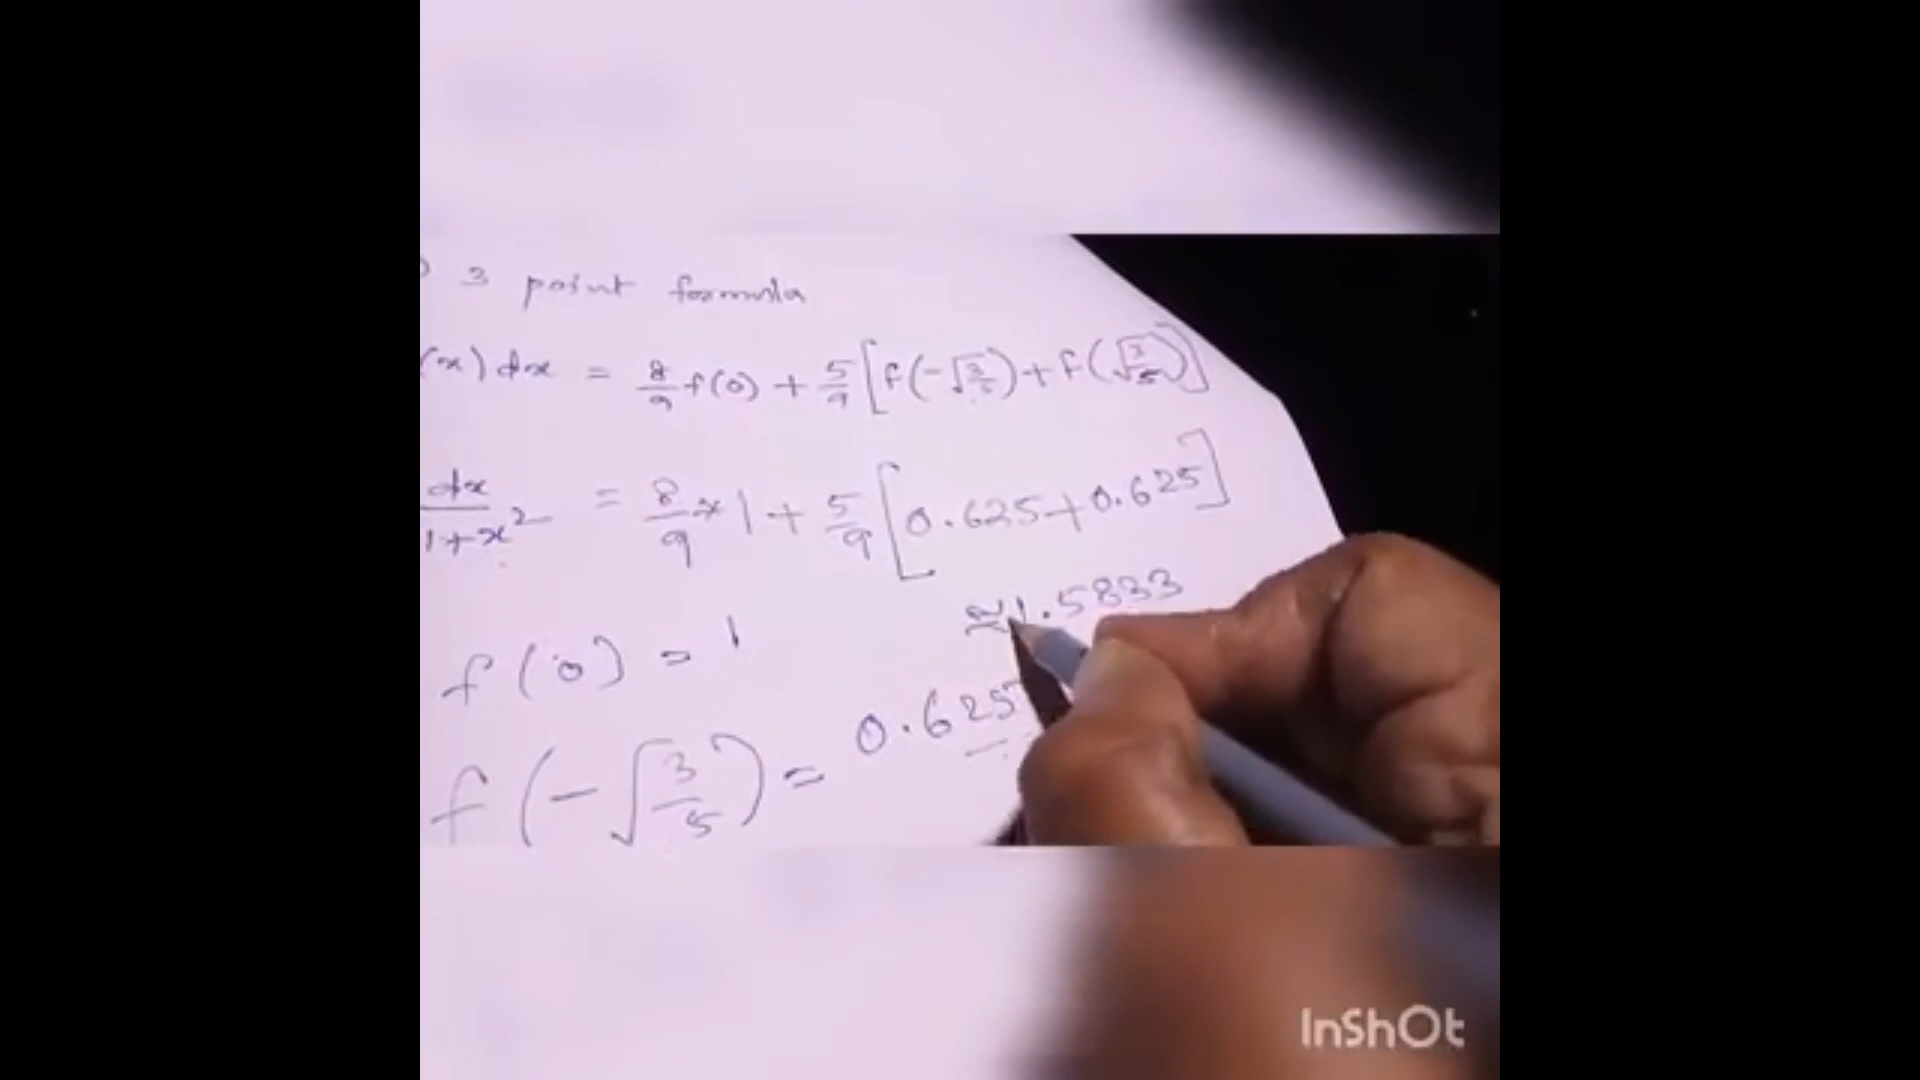 3 point formula
(x) dx = 8/9 f(0) + 5/9 [f(-√3/5) + f(√3/5)]
dx/1+x² = 8/9 × 1 + 5/9 [0.625 + 0.625]
≈ 1.5833
f(0) = 1
f(-√3/5) = 0.625
InShOt